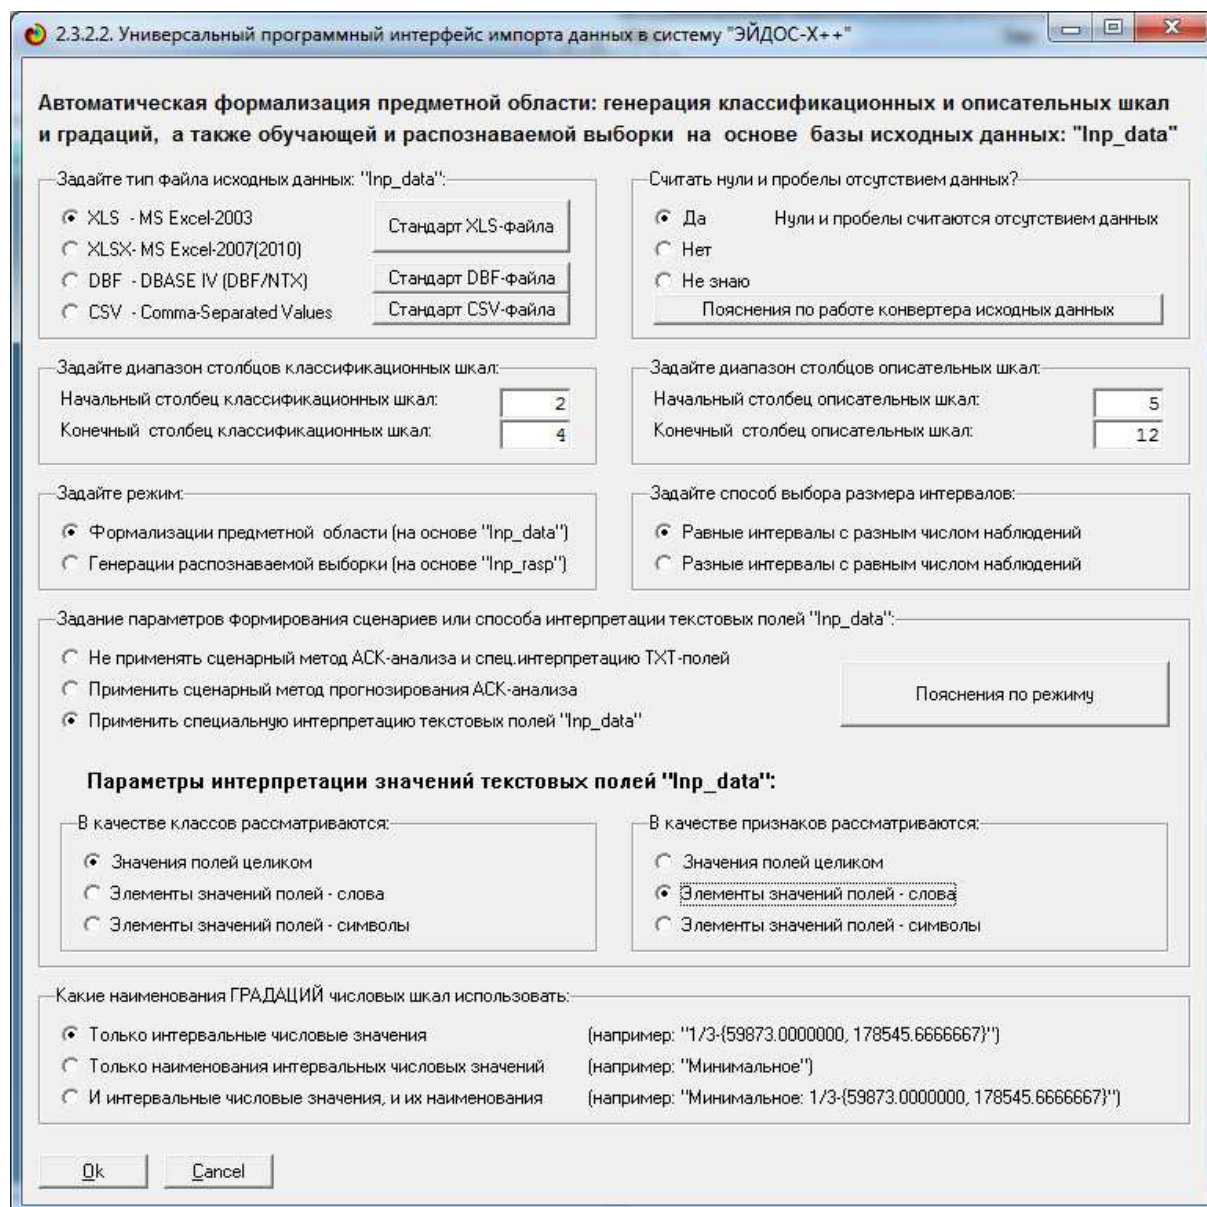 2.3.2.2. Универсальный программный интерфейс импорта данных в систему "ЭЙДОС-X++"
Автоматическая формализация предметной области: генерация классификационных и описательных шкал
и градаций, а также обучающей и распознаваемой выборки на основе базы исходных данных: "Inp_data"
Задайте тип файла исходных данных: "Inp_data":
XLS - MS Excel-2003
XLSX- MS Excel-2007(2010)
DBF - DBASE IV (DBF/NTX)
CSV - Comma-Separated Values
Стандарт XLS-файла
Стандарт DBF-файла
Стандарт CSV-файла
Считать нули и пробелы отсутствием данных?
Да Нули и пробелы считаются отсутствием данных
Нет
Не знаю
Пояснения по работе конвертера исходных данных
Задайте диапазон столбцов классификационных шкал:
Начальный столбец классификационных шкал: 2
Конечный столбец классификационных шкал: 4
Задайте диапазон столбцов описательных шкал:
Начальный столбец описательных шкал: 5
Конечный столбец описательных шкал: 12
Задайте режим:
Формализации предметной области (на основе "Inp_data")
Генерации распознаваемой выборки (на основе "Inp_rasp")
Задайте способ выбора размера интервалов:
Равные интервалы с разным числом наблюдений
Разные интервалы с равным числом наблюдений
Задание параметров формирования сценариев или способа интерпретации текстовых полей "Inp_data":
Не применять сценарный метод АСК-анализа и спец.интерпретацию TXT-полей
Применить сценарный метод прогнозирования АСК-анализа
Применить специальную интерпретацию текстовых полей "Inp_data"
Пояснения по режиму
Параметры интерпретации значений текстовых полей "Inp_data":
В качестве классов рассматриваются:
Значения полей целиком
Элементы значений полей - слова
Элементы значений полей - символы
В качестве признаков рассматриваются:
Значения полей целиком
Элементы значений полей - слова
Элементы значений полей - символы
Какие наименования ГРАДАЦИЙ числовых шкал использовать:
Только интервальные числовые значения (например: "1/3-{59873.0000000, 178545.6666667}")
Только наименования интервальных числовых значений (например: "Минимальное")
И интервальные числовые значения, и их наименования (например: "Минимальное: 1/3-{59873.0000000, 178545.6666667}")
Ok Cancel